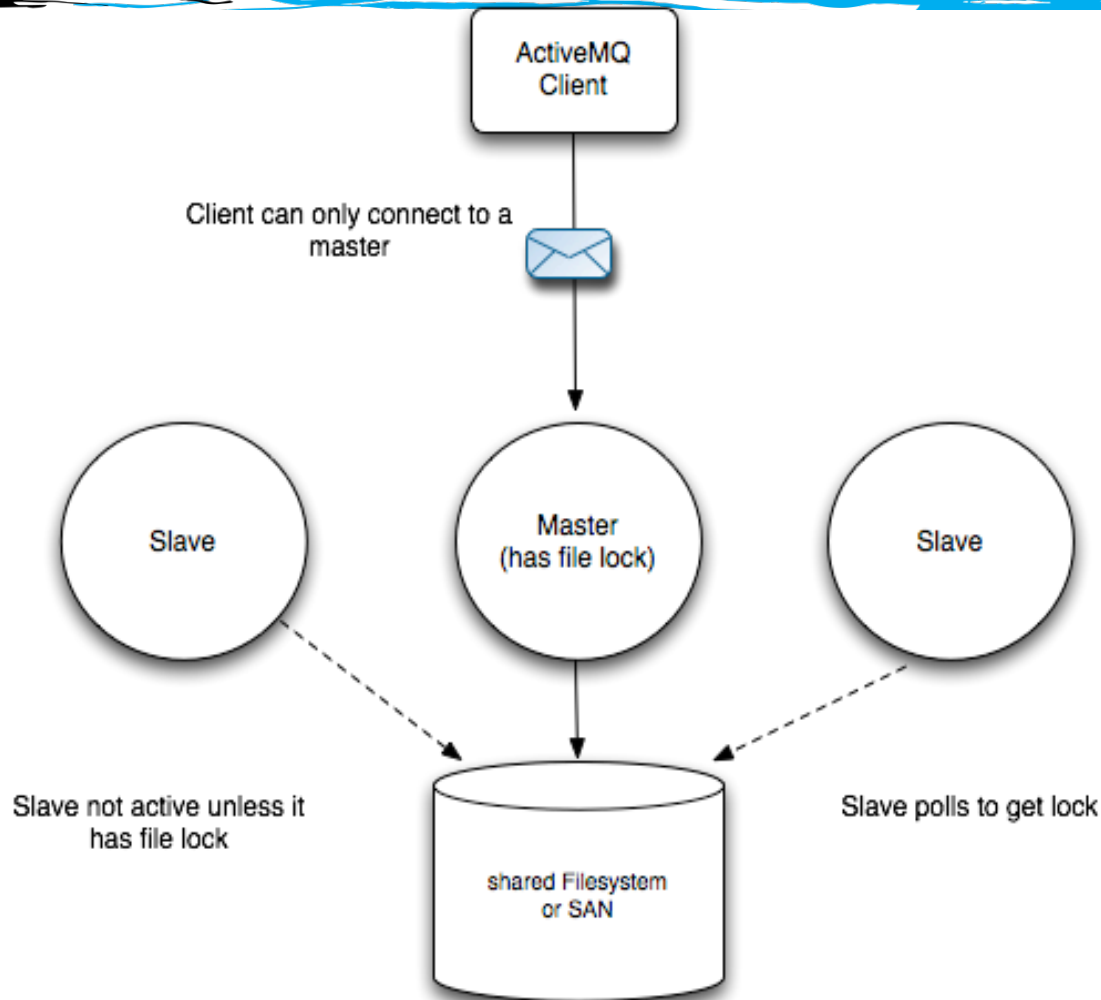 ActiveMQ
Client
Client can only connect to a
master
Slave
Master
(has file lock)
Slave
Slave not active unless it
has file lock
Slave polls to get lock
shared Filesystem
or SAN